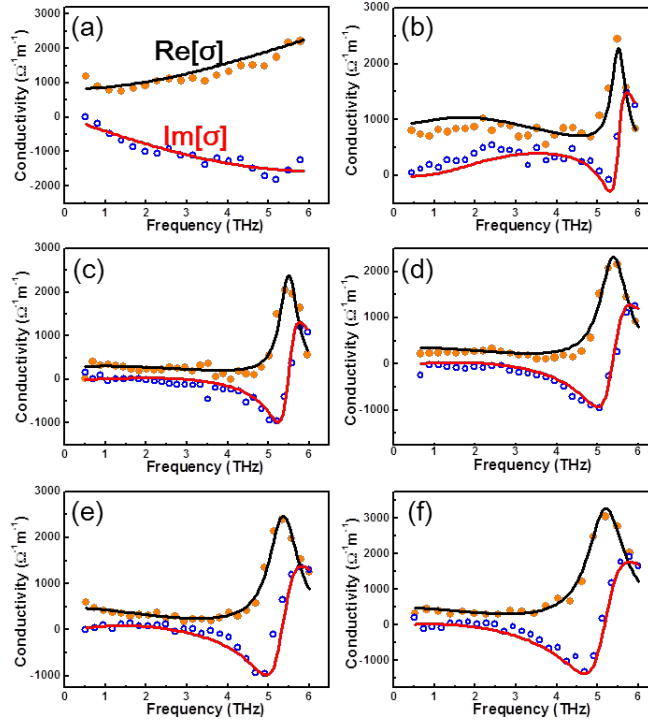 (a)
Re[σ]
Im[σ]
Conductivity (Ω⁻¹m⁻¹)
3000
2000
1000
0
-1000
-2000
0 1 2 3 4 5 6
Frequency (THz)
(b)
Conductivity (Ω⁻¹m⁻¹)
3000
2000
1000
0
0 1 2 3 4 5 6
Frequency (THz)
(c)
Conductivity (Ω⁻¹m⁻¹)
3000
2000
1000
0
-1000
0 1 2 3 4 5 6
Frequency (THz)
(d)
Conductivity (Ω⁻¹m⁻¹)
2000
1000
0
-1000
0 1 2 3 4 5 6
Frequency (THz)
(e)
Conductivity (Ω⁻¹m⁻¹)
3000
2000
1000
0
-1000
0 1 2 3 4 5 6
Frequency (THz)
(f)
Conductivity (Ω⁻¹m⁻¹)
3000
2000
1000
0
-1000
0 1 2 3 4 5 6
Frequency (THz)